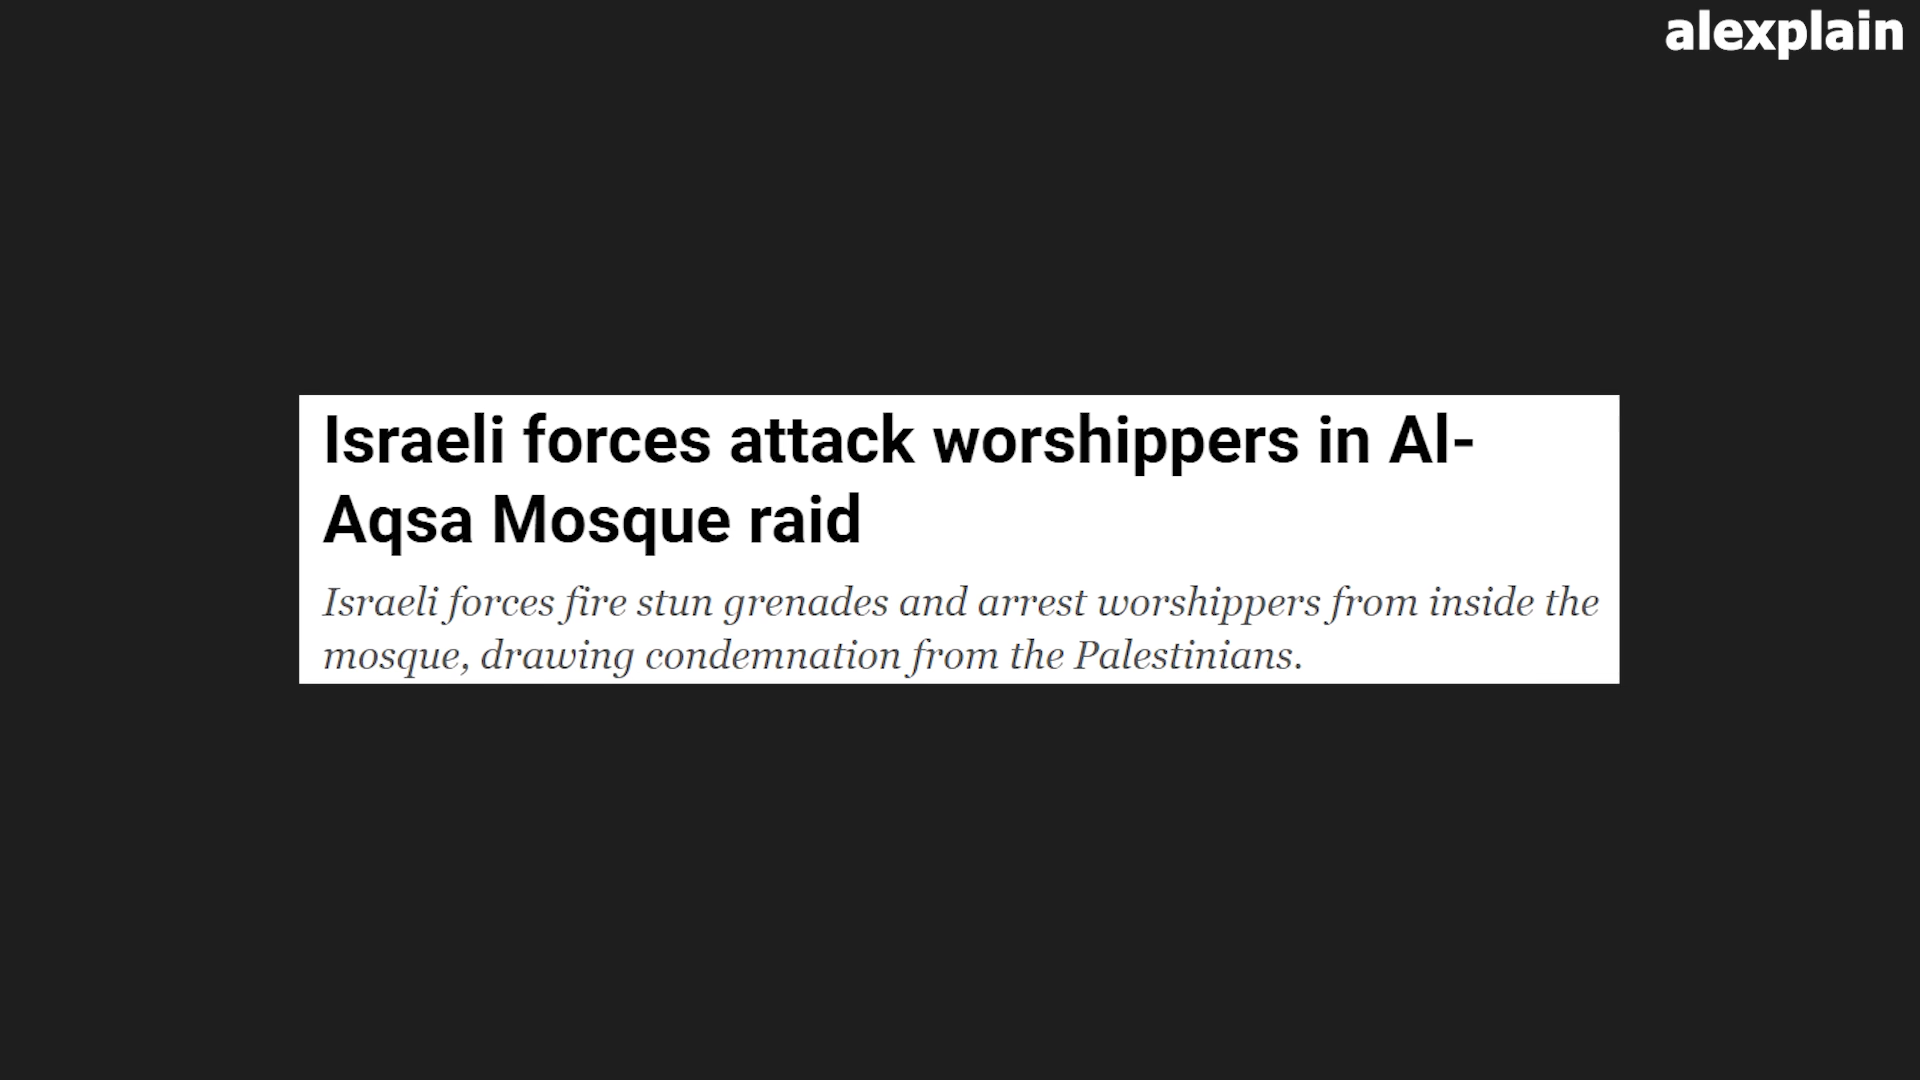 alexplain
Israeli forces attack worshippers in Al-
Aqsa Mosque raid
Israeli forces fire stun grenades and arrest worshippers from inside the
mosque, drawing condemnation from the Palestinians.